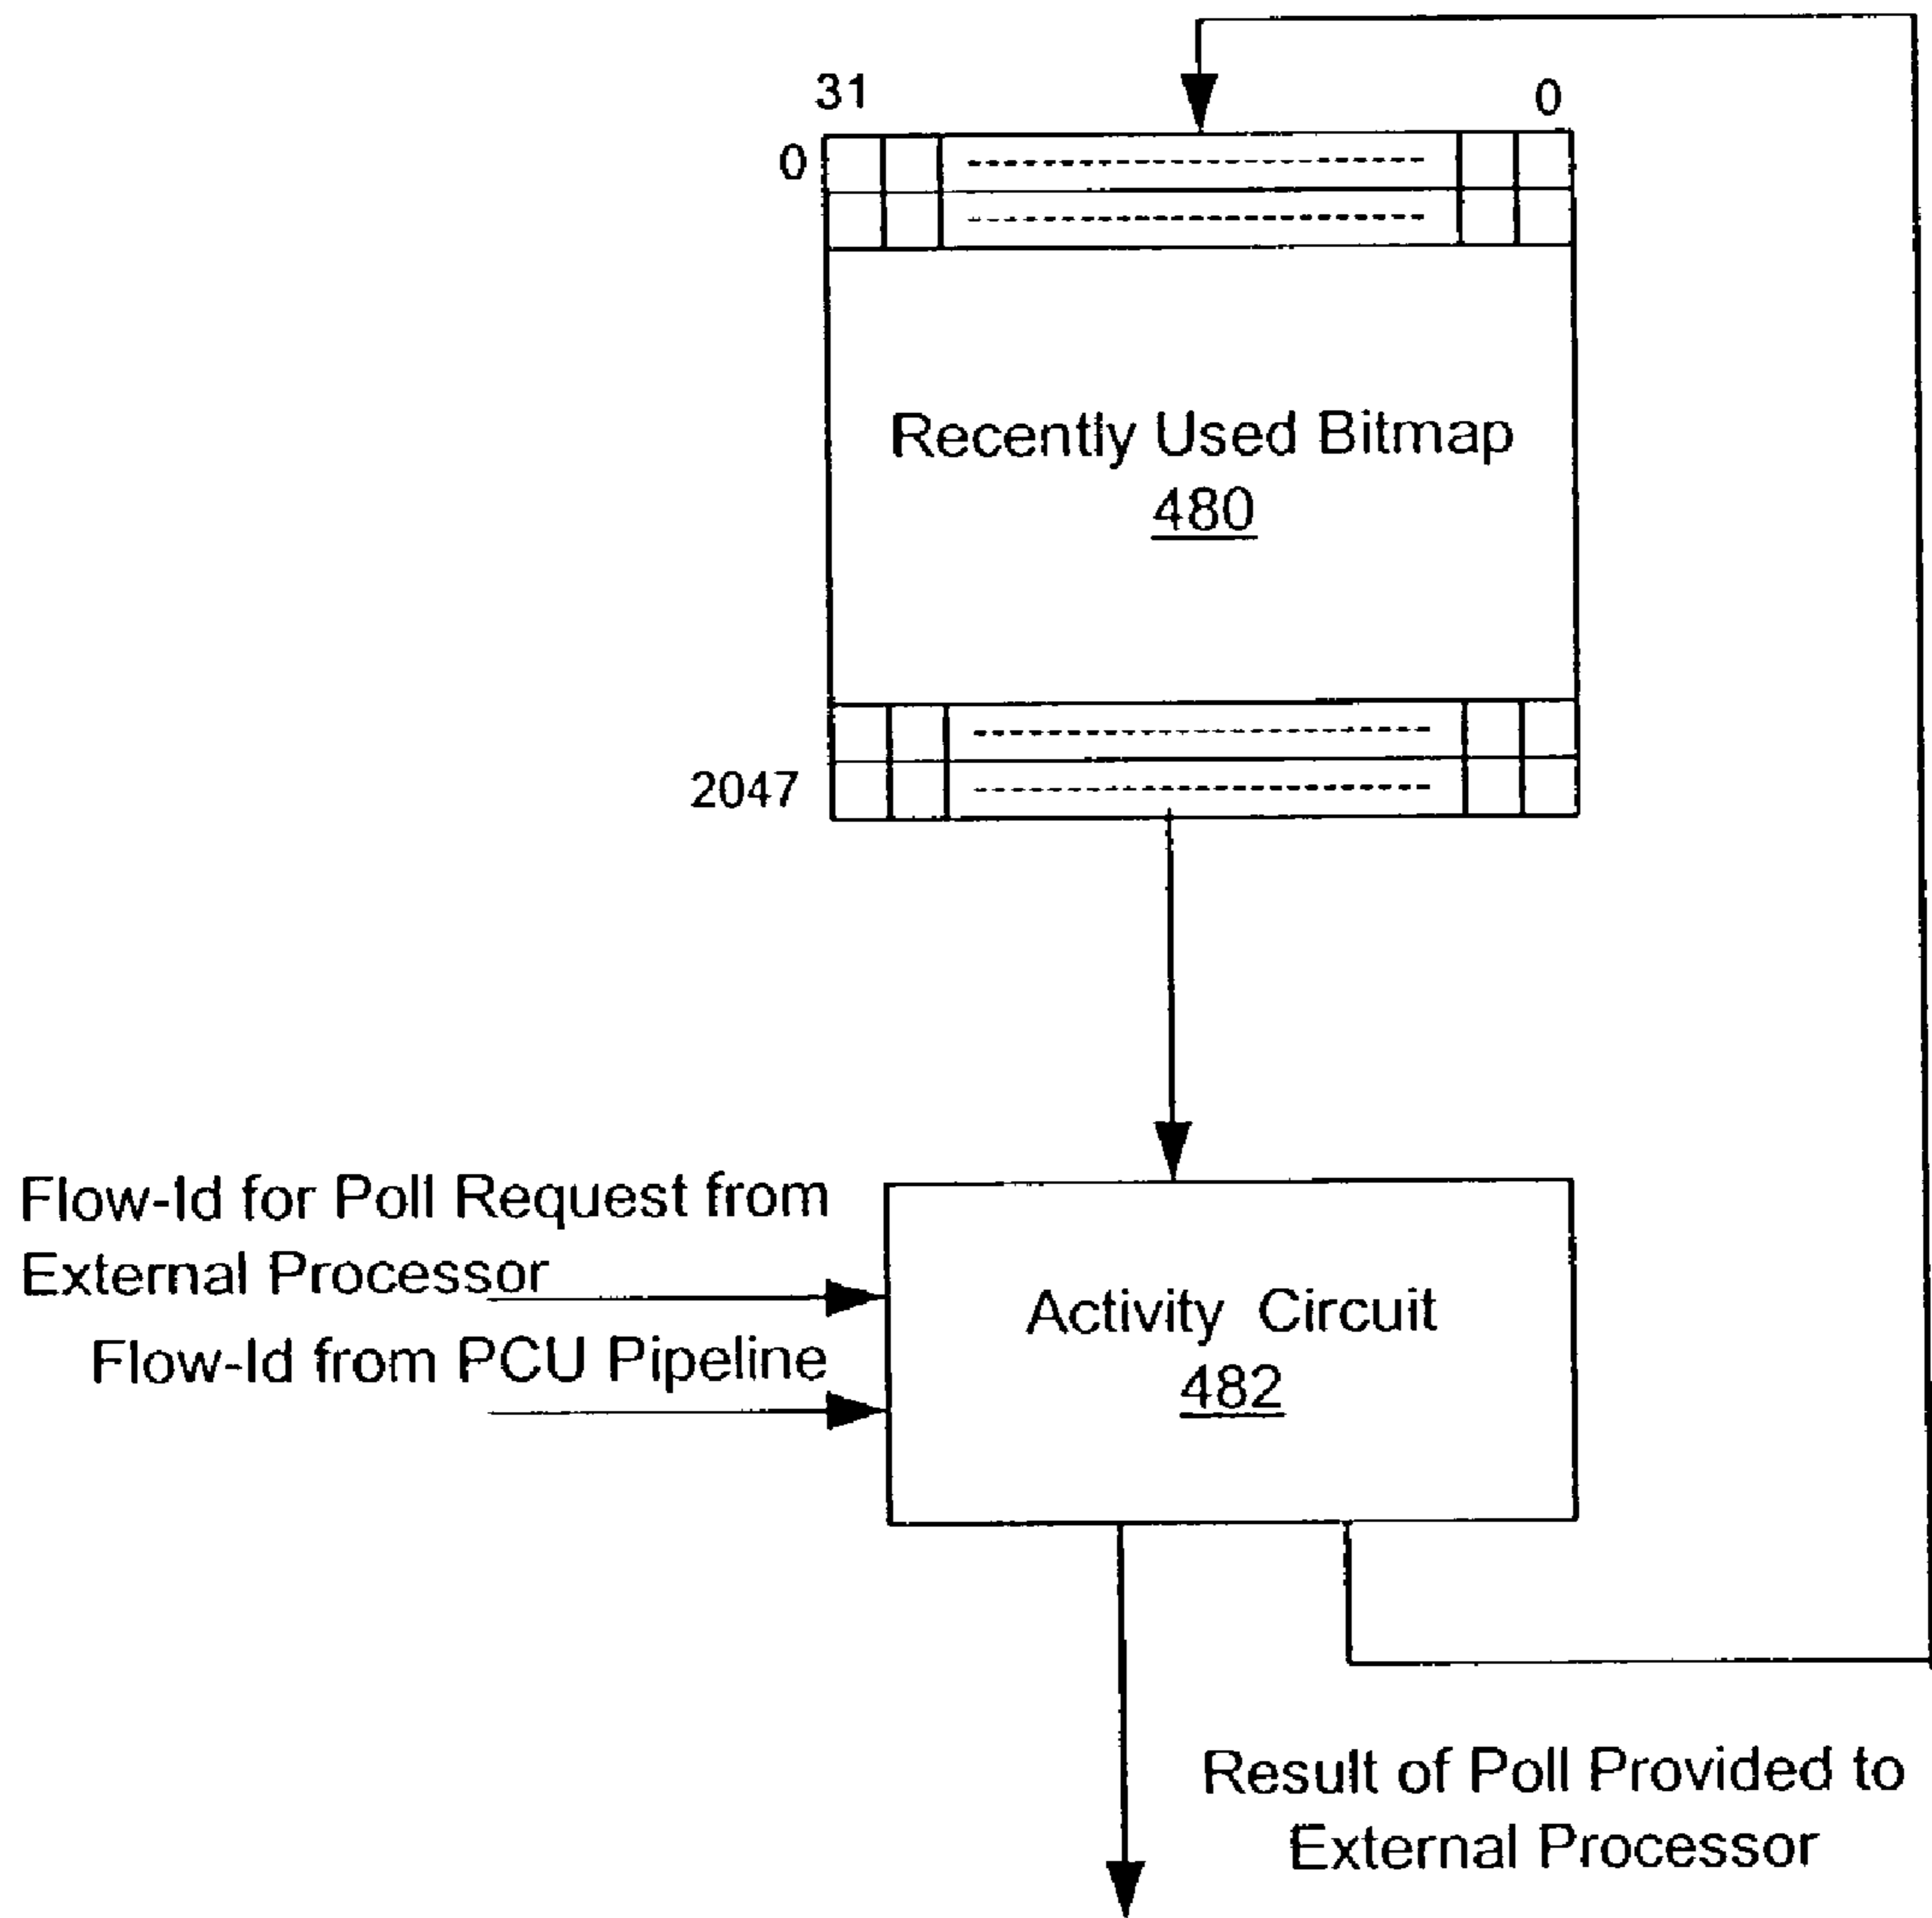 31
0
0
Recently Used Bitmap
480
2047
Flow-Id for Poll Request from
External Processor
Flow-Id from PCU Pipeline
Activity Circuit
482
Result of Poll Provided to
External Processor